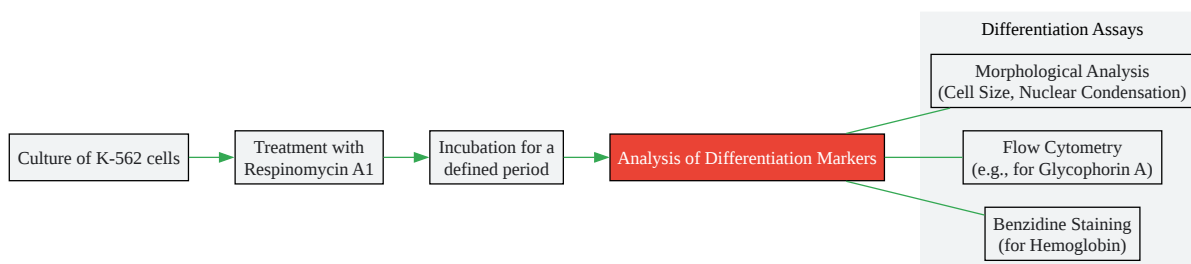 Differentiation Assays
Morphological Analysis
(Cell Size, Nuclear Condensation)
Culture of K-562 cells
Treatment with
Respinomycin A1
Incubation for a
defined period
Analysis of Differentiation Markers
Flow Cytometry
(e.g., for Glycophorin A)
Benzidine Staining
(for Hemoglobin)